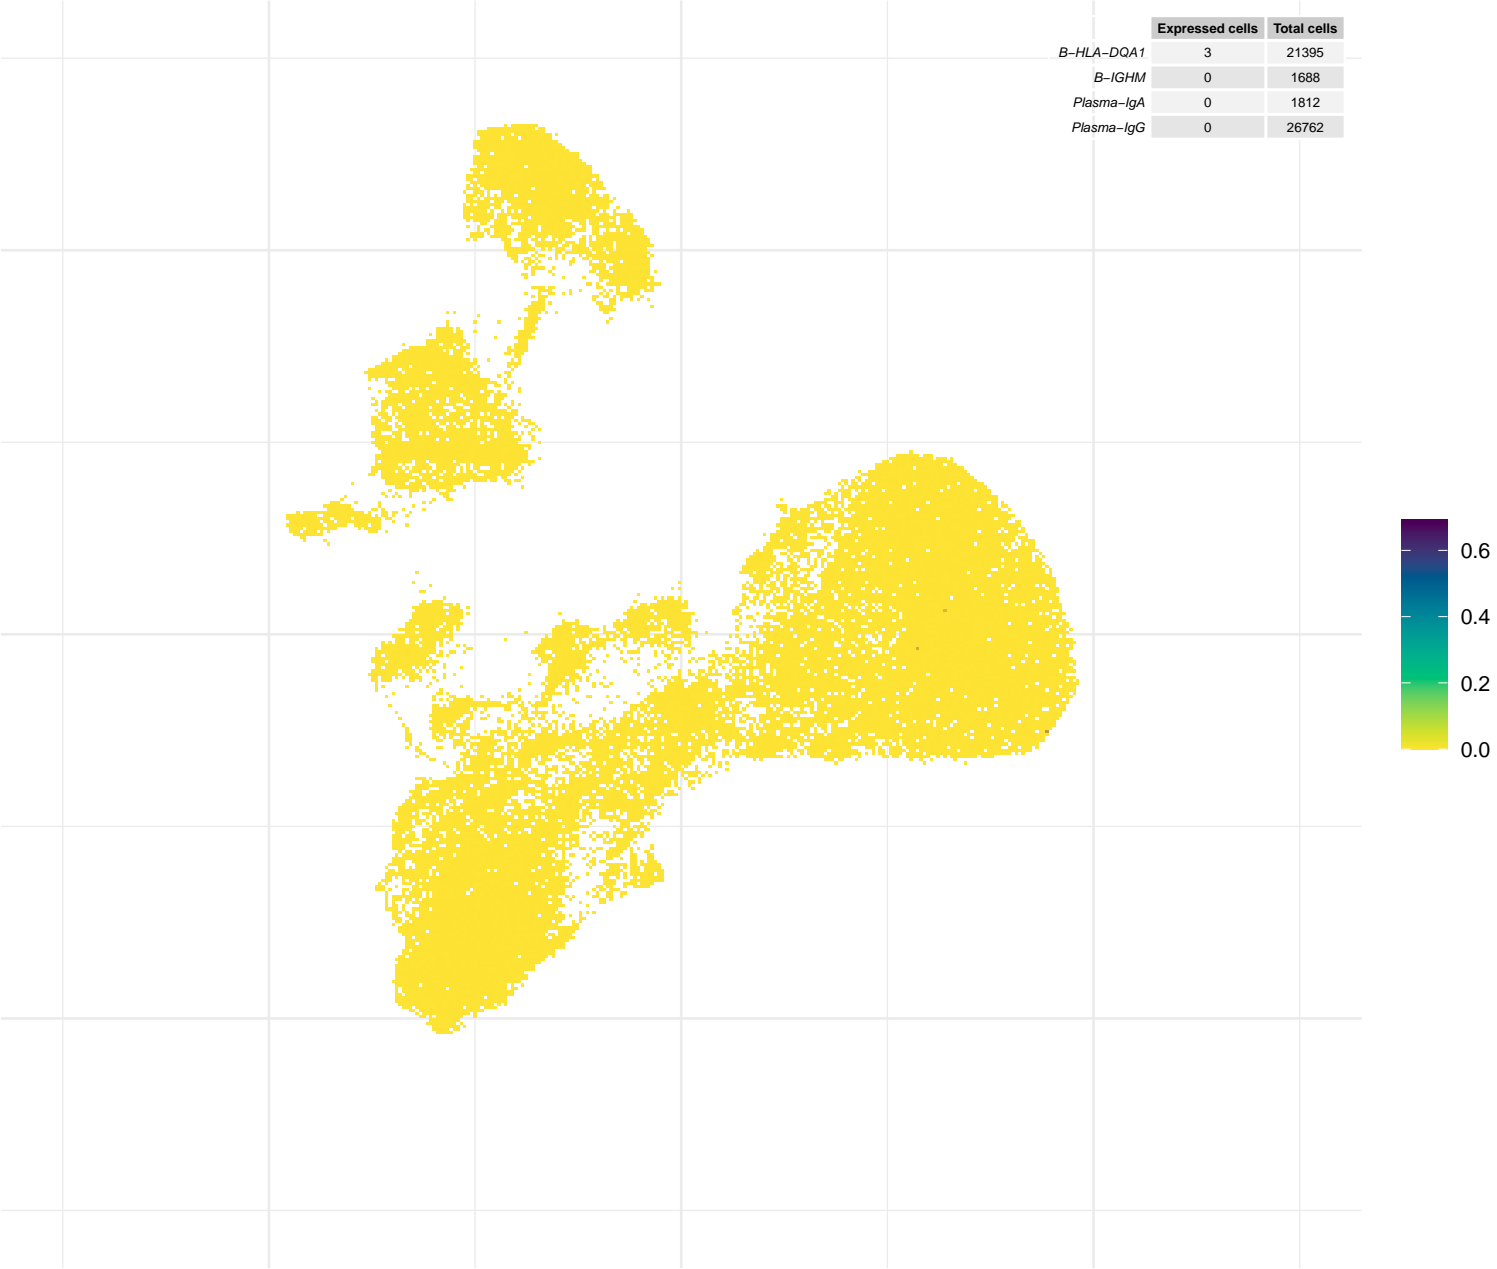 Expressed cells Total cells
B−HLA−DQA1 3 21395
B−IGHM 0 1688
Plasma−IgA 0 1812
Plasma−IgG 0 26762
0.6
0.4
0.2
0.0